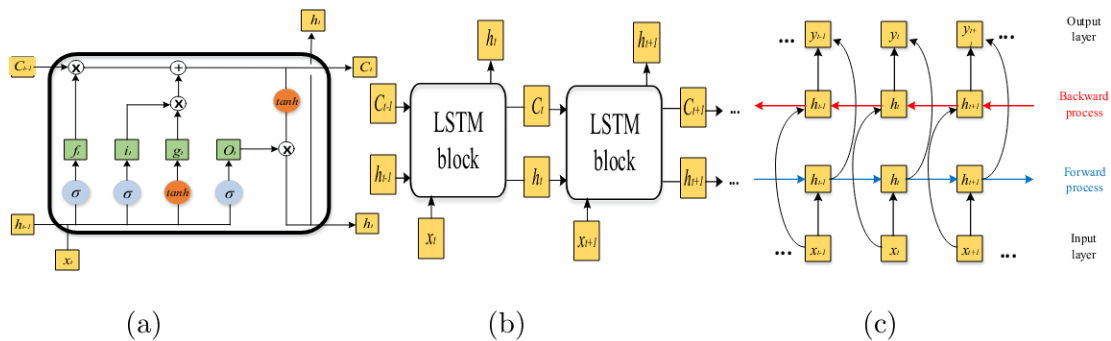 h_t
C_{t-1} × + C_t
tanh
×
f_t i_t g_t O_t ×
σ σ tanh σ
h_{t-1} h_t
x_t
(a)
h_t h_{t+1}
C_{t-1} LSTM block C_t LSTM block C_{t+1} ...
h_{t-1} h_t h_{t+1} ...
x_t x_{t+1}
(b)
... y_{t-1} y_t y_{t+1} ... Output layer
h_{t-1} h_t h_{t+1} Backward process
h_{t-1} h_t h_{t+1} Forward process
... x_{t-1} x_t x_{t+1} ... Input layer
(c)